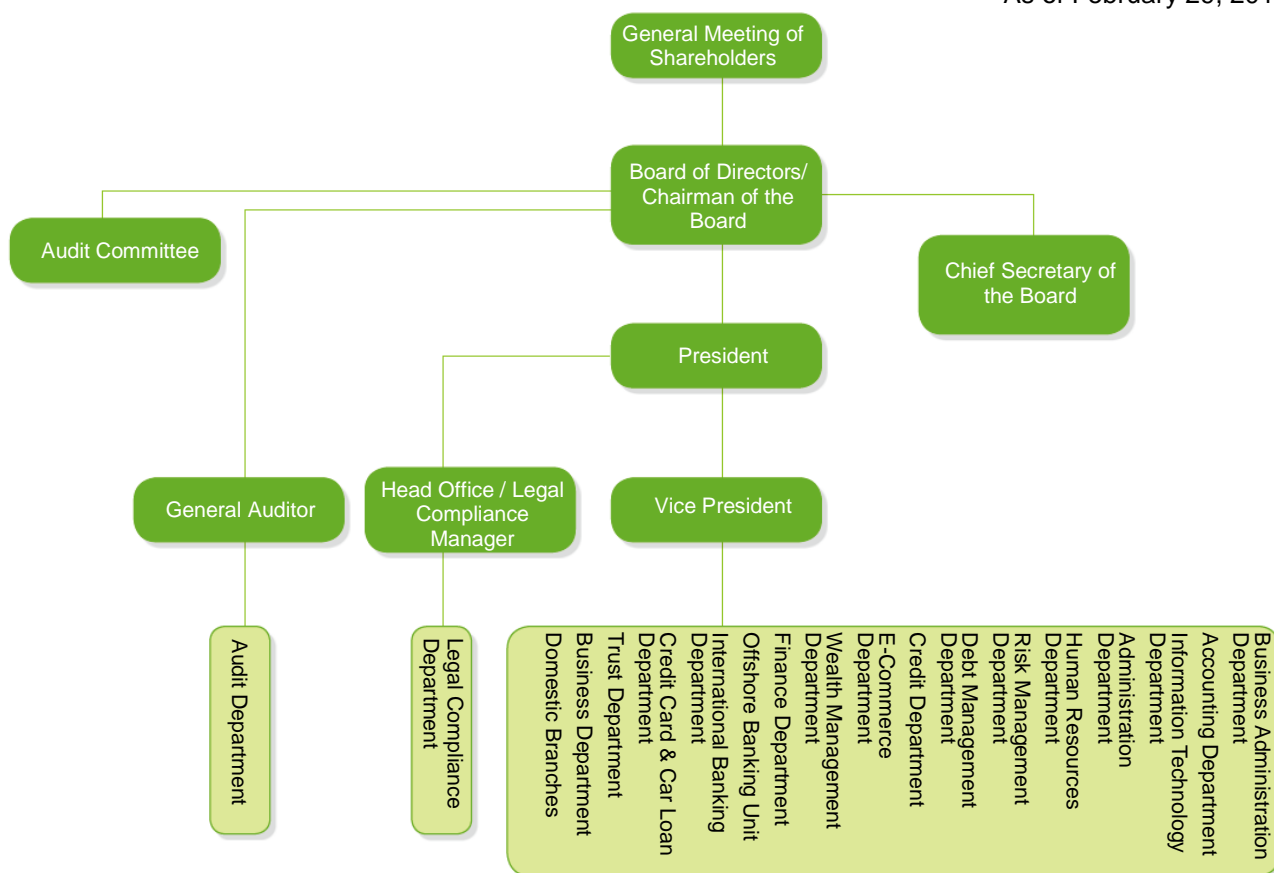 As of February
General Meeting of
Shareholders
Board of Directors/
Chairman of the
Board
Audit Committee
Chief Secretary of
the Board
President
General Auditor
Head Office / Legal
Compliance
Manager
Vice President
Audit Department
Legal Compliance
Department
Business Administration
Department
Accounting Department
Information Technology
Department
Administration
Department
Human Resources
Department
Risk Management
Department
Debt Management
Department
Credit Department
E-Commerce
Department
Wealth Management
Department
Finance Department
Offshore Banking Unit
International Banking
Department
Credit Card & Car Loan
Department
Trust Department
Business Department
Domestic Branches